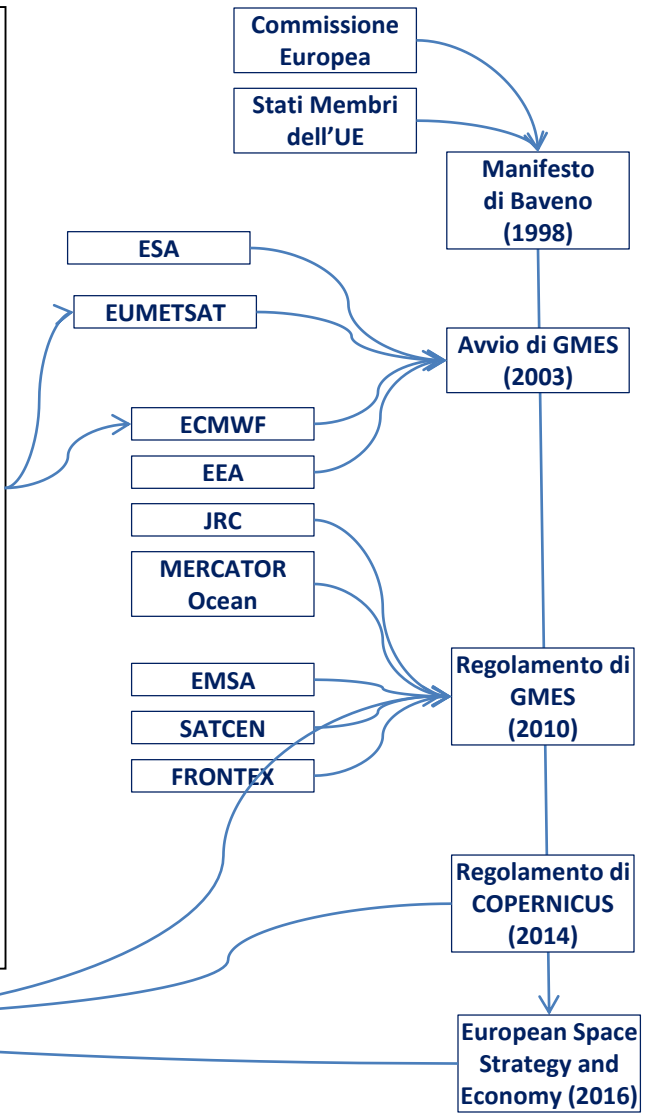 Commissione
Europea
Stati Membri
dell’UE
Manifesto
di Baveno
(1998)
ESA
EUMETSAT
Avvio di GMES
(2003)
ECMWF
EEA
JRC
MERCATOR
Ocean
EMSA
SATCEN
FRONTEX
Regolamento di
GMES
(2010)
Regolamento di
COPERNICUS
(2014)
European Space
Strategy and
Economy (2016)